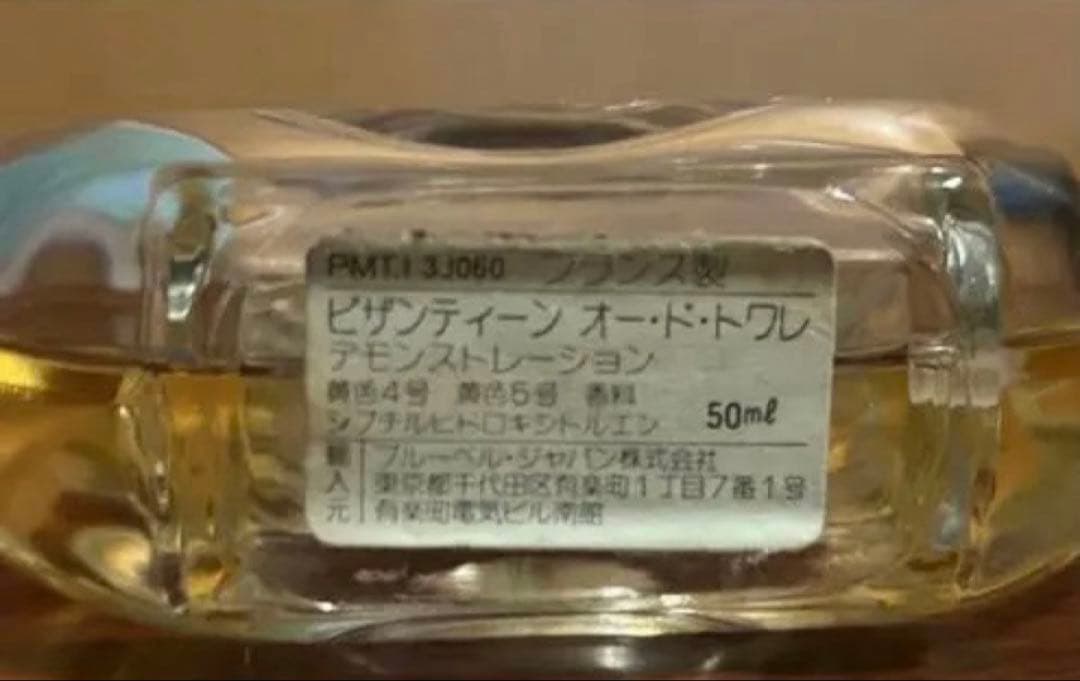 PMT.I 3J060 フランス製
ビザンティーン オー・ド・トワレ
デモンストレーション
黄色4号 黄色5号 香料
ジブチルヒドロキシトルエン 50ml
輸入元 ブルーベル・ジャパン株式会社
東京都千代田区有楽町1丁目7番1号
有楽町電気ビル南館